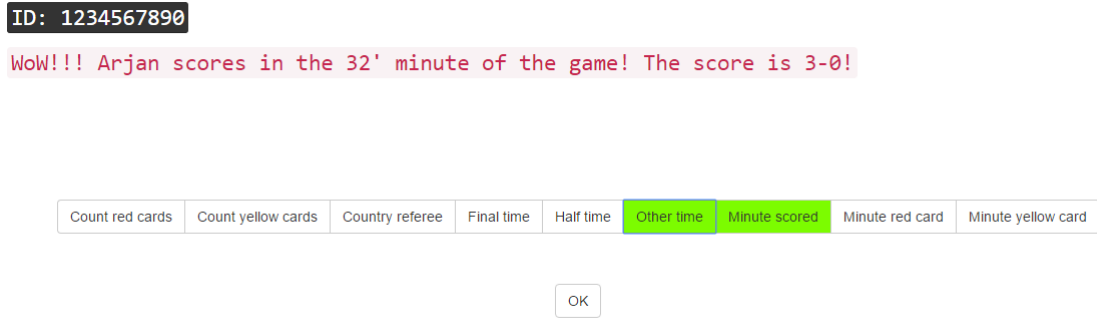 ID: 1234567890
WoW!!! Arjan scores in the 32' minute of the game! The score is 3-0!
Count red cards Count yellow cards Country referee Final time Half time Other time Minute scored Minute red card Minute yellow card
OK